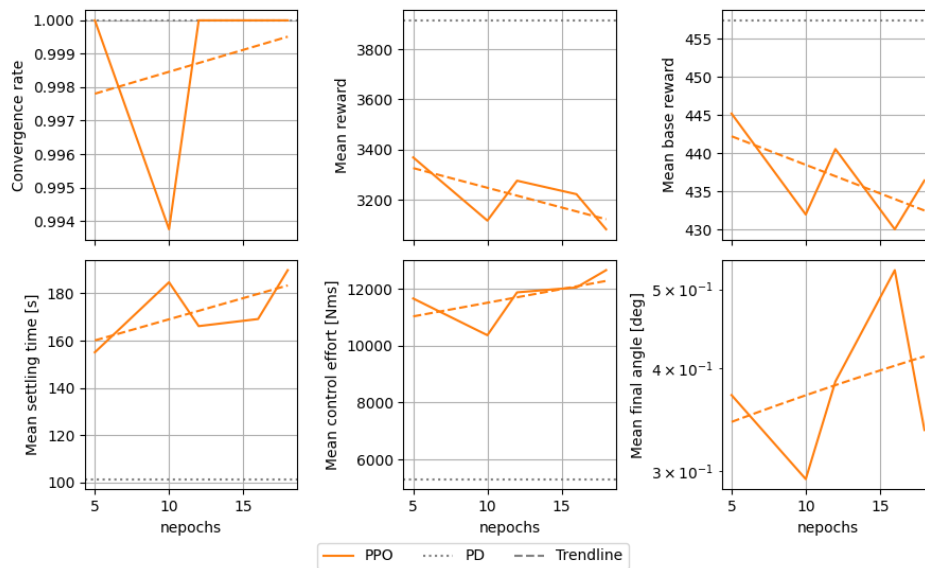 Convergence rate
1.000
0.999
0.998
0.997
0.996
0.995
0.994
Mean reward
3800
3600
3400
3200
Mean base reward
455
450
445
440
435
430
Mean settling time [s]
180
160
140
120
100
5
10
15
nepochs
Mean control effort [Nms]
12000
10000
8000
6000
5
10
15
nepochs
Mean final angle [deg]
5 × 10⁻¹
4 × 10⁻¹
3 × 10⁻¹
5
10
15
nepochs
PPO
PD
Trendline